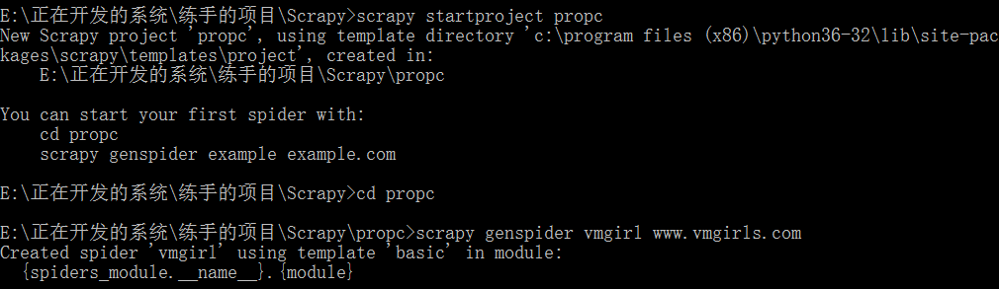 E:\正在开发的系统\练手的项目\Scrapy>scrapy startproject propc
New Scrapy project 'propc', using template directory 'c:\program files (x86)\python36-32\lib\site-pac
kages\scrapy\templates\project', created in:
    E:\正在开发的系统\练手的项目\Scrapy\propc
You can start your first spider with:
    cd propc
    scrapy genspider example example.com
E:\正在开发的系统\练手的项目\Scrapy>cd propc
E:\正在开发的系统\练手的项目\Scrapy\propc>scrapy genspider vmgirl www.vmgirls.com
Created spider 'vmgirl' using template 'basic' in module:
  {spiders_module.__name__}.{module}